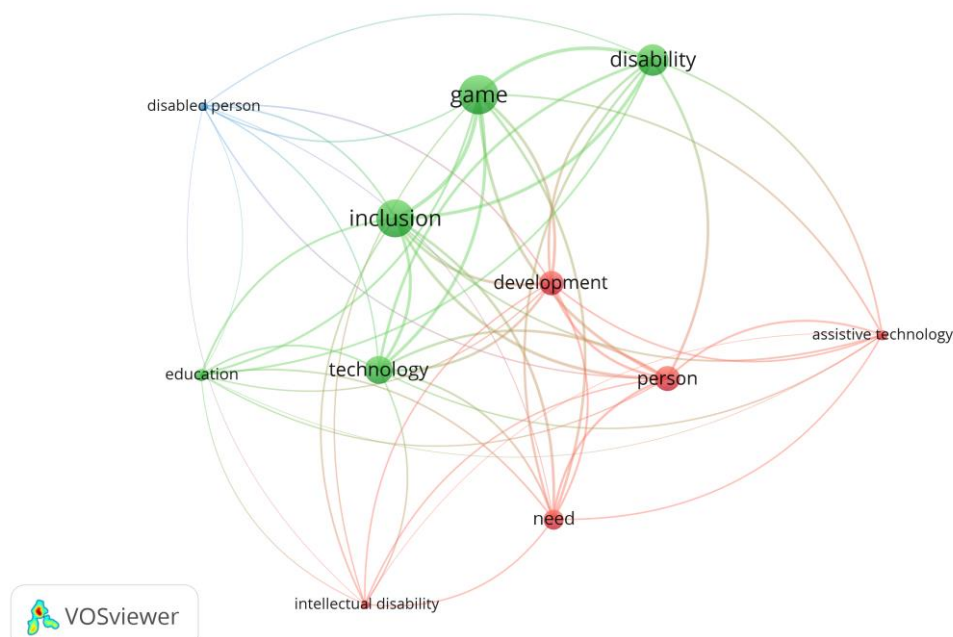 disability
game
disabled person
inclusion
development
assistive technology
technology
education
person
need
intellectual disability
VOSviewer